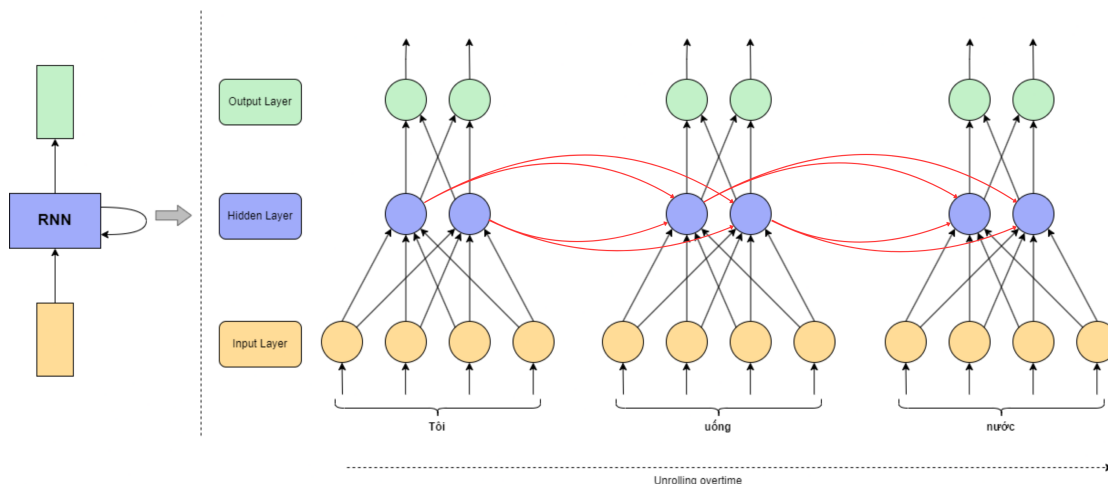 RNN
Output Layer
Hidden Layer
Input Layer
Tôi
uống
nước
Unrolling overtime